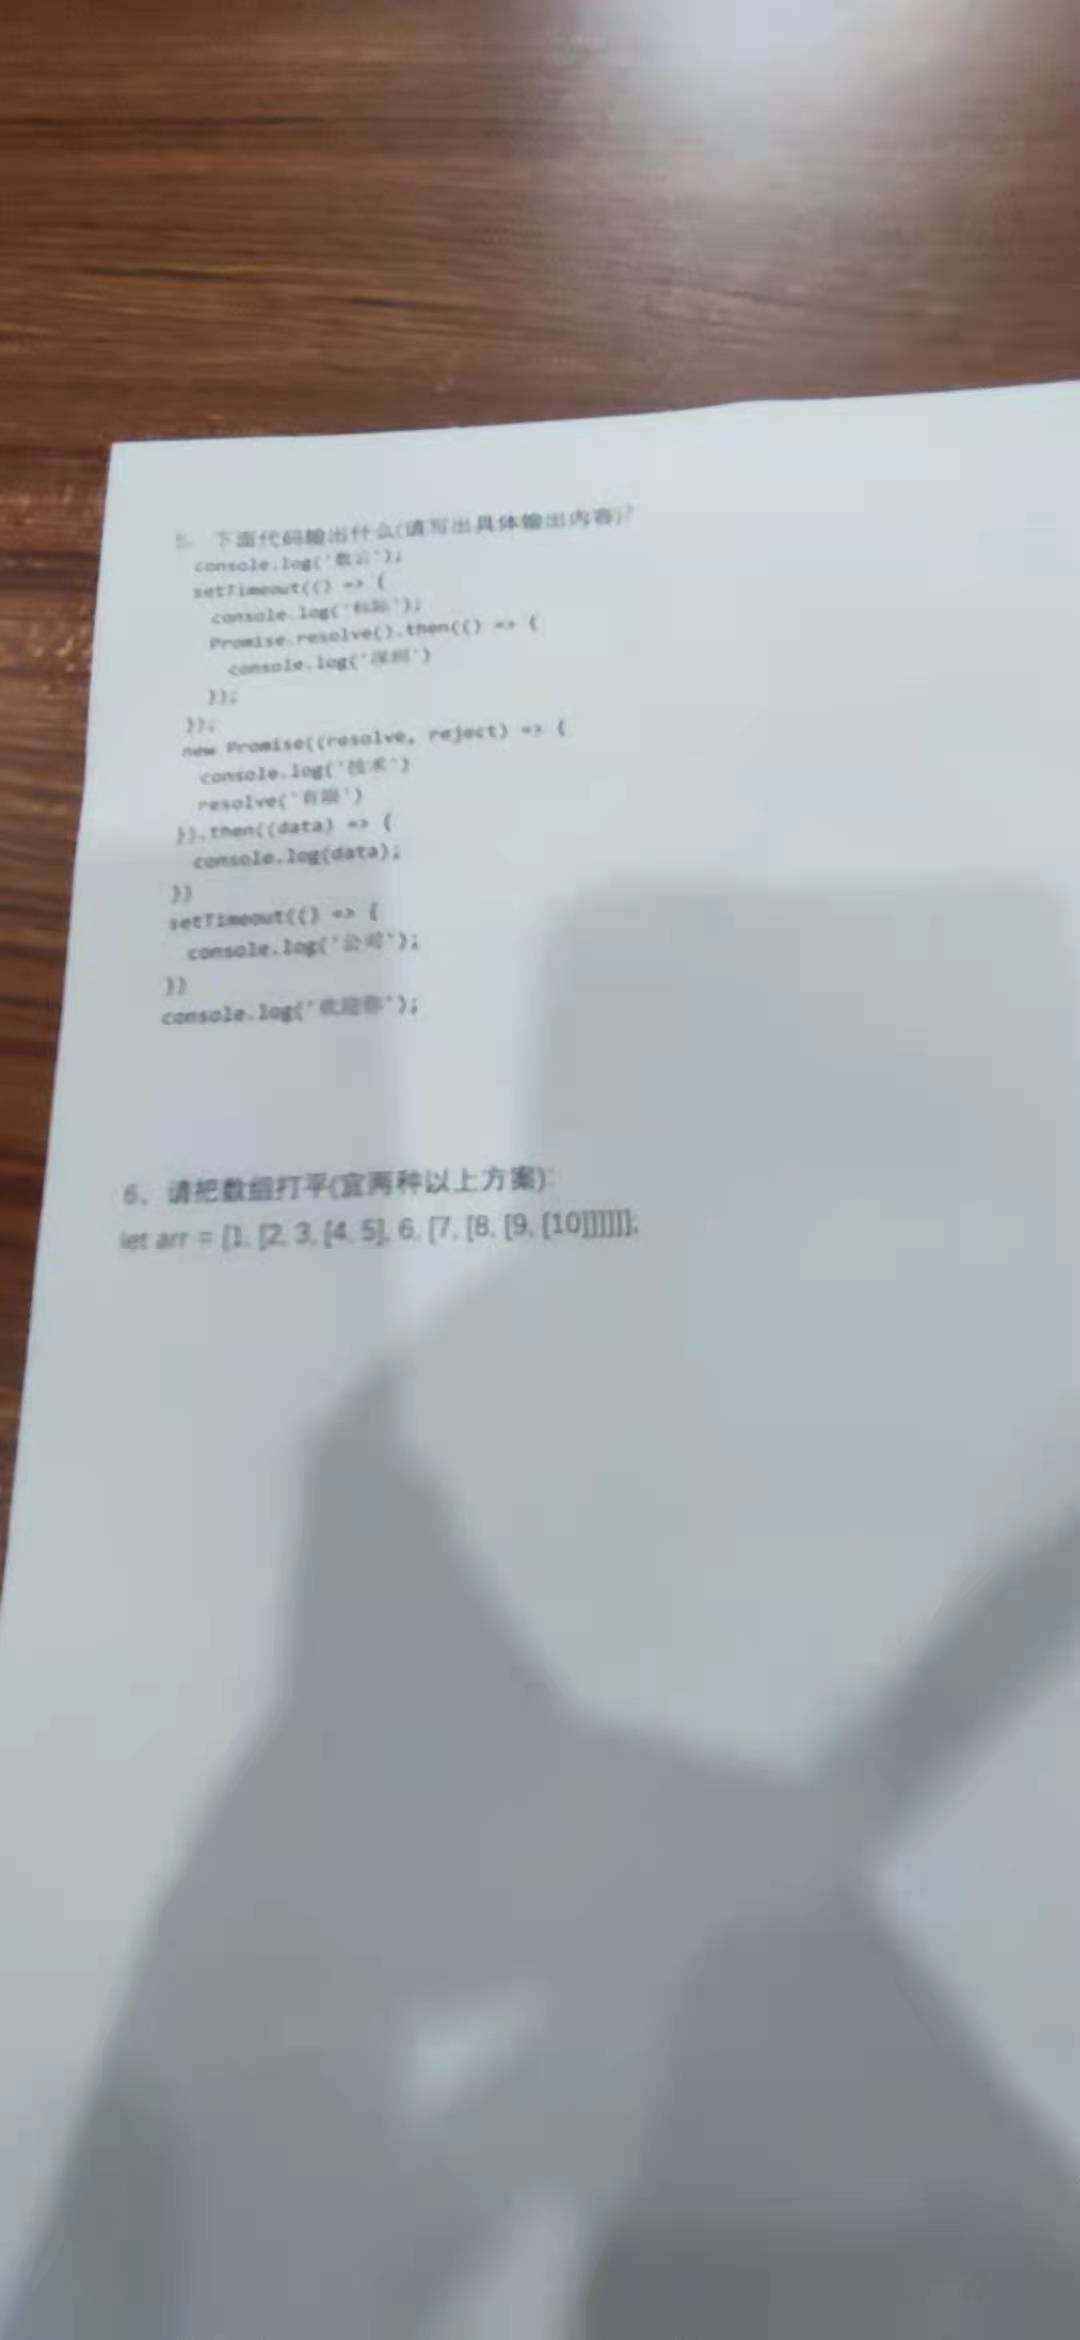 5、下面代码输出什么(请写出具体输出内容)?
console.log('数云');
setTimeout(() => {
console.log('');
Promise.resolve().then(() => {
console.log('深圳')
});
});
new Promise((resolve, reject) => {
console.log('技术')
resolve('有限')
}).then((data) => {
console.log(data);
})
setTimeout(() => {
console.log('公司');
})
console.log('欢迎你');
6、请把数组打平(宜两种以上方案):
let arr = [1, [2, 3, [4, 5], 6, [7, [8, [9, [10]]]]]];